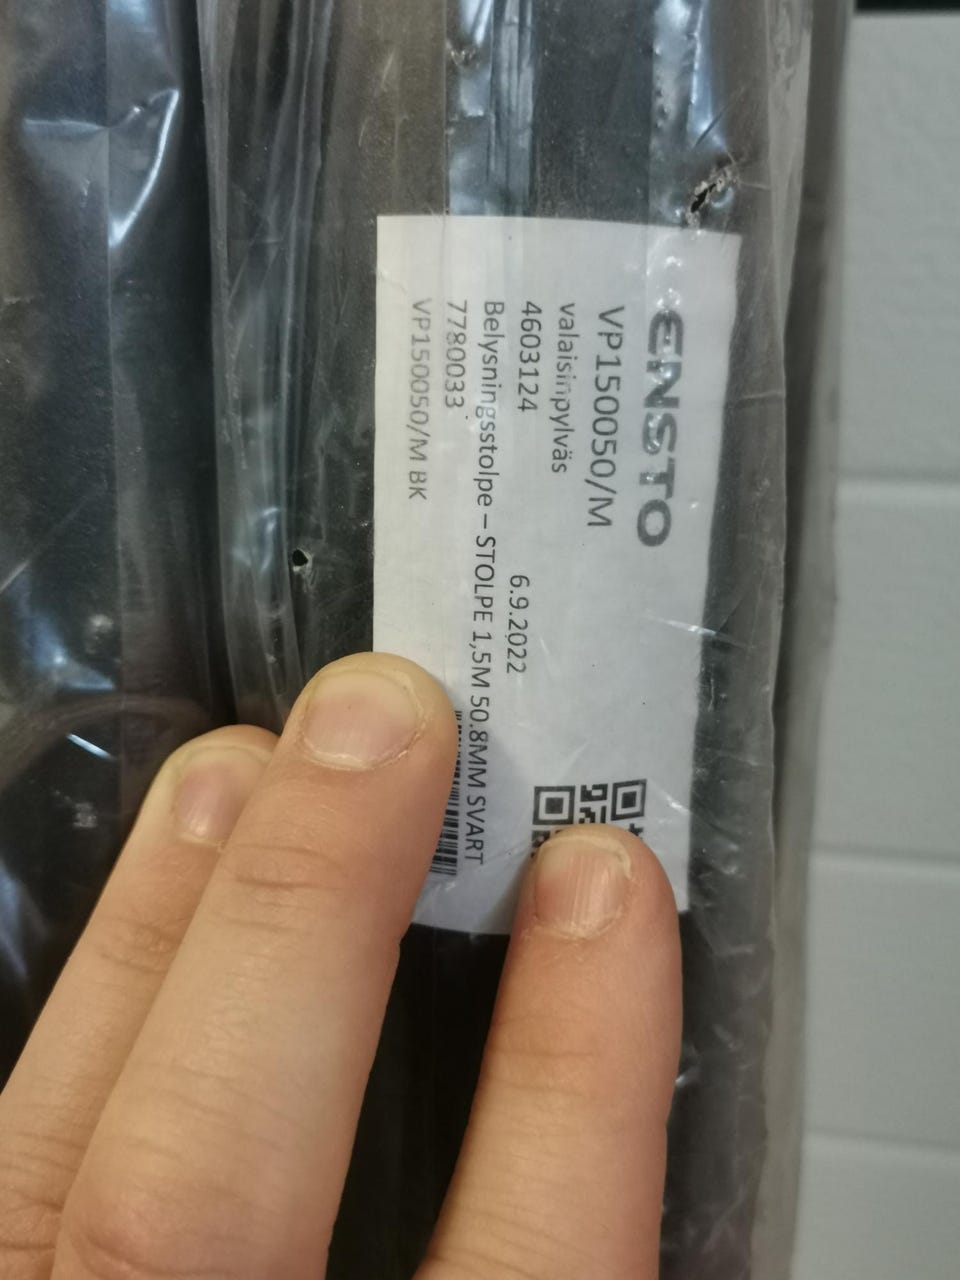 ENSTO
VP150050/M
valaisinpylväs
4603124
6.9.2022
Belysningsstolpe – STOLPE 1,5M 50.8MM SVART
7780033
VP150050/M BK